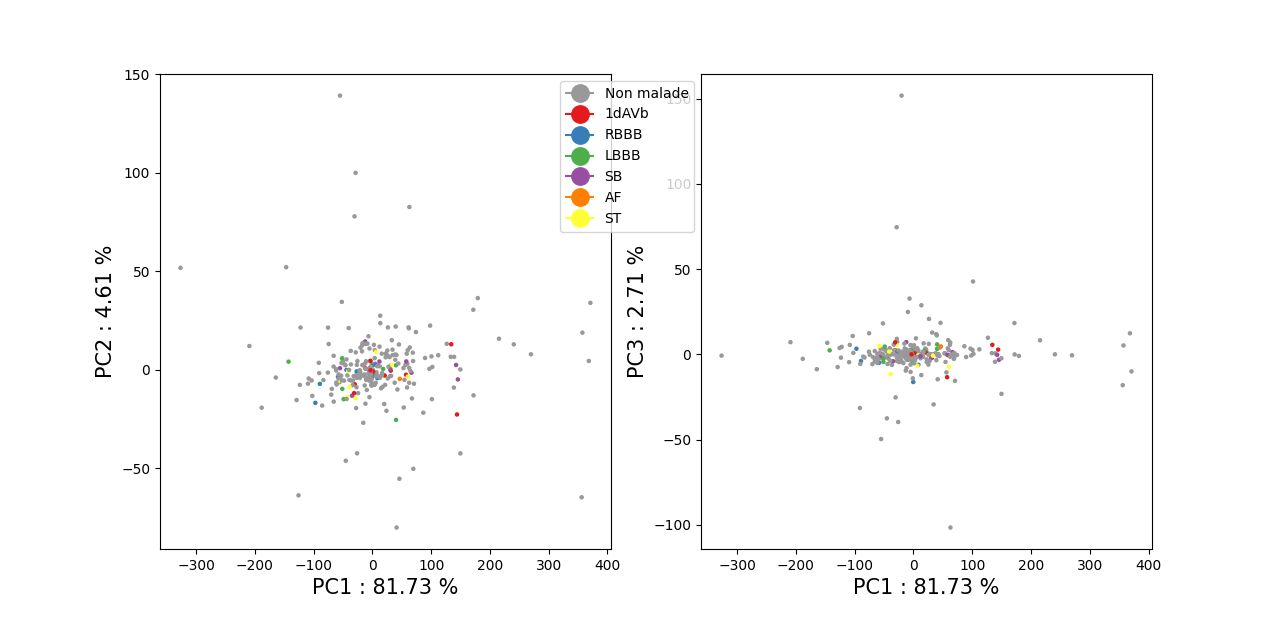 150
100
50
0
−50
PC2 : 4.61 %
−300 −200 −100 0 100 200 300 400
PC1 : 81.73 %
Non malade
1dAVb
RBBB
LBBB
SB
AF
ST
150
100
50
0
−50
−100
PC3 : 2.71 %
−300 −200 −100 0 100 200 300 400
PC1 : 81.73 %